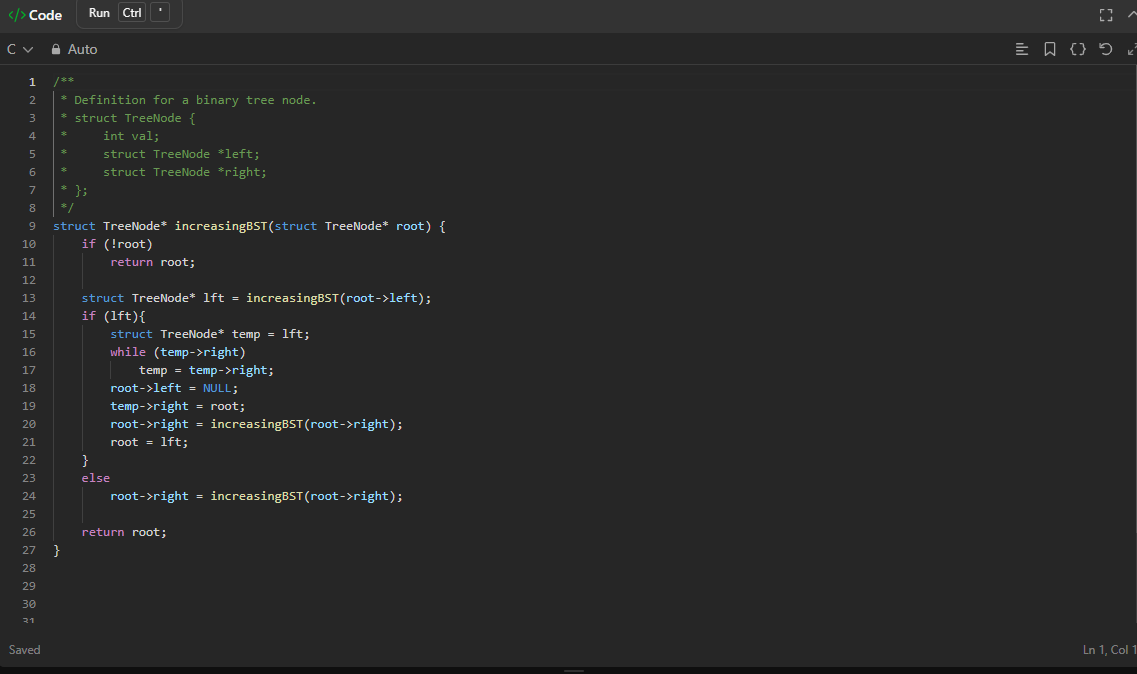 </> Code Run Ctrl '
C Auto
1 /**
2  * Definition for a binary tree node.
3  * struct TreeNode {
4  *     int val;
5  *     struct TreeNode *left;
6  *     struct TreeNode *right;
7  * };
8  */
9 struct TreeNode* increasingBST(struct TreeNode* root) {
10     if (!root)
11         return root;
12
13     struct TreeNode* lft = increasingBST(root->left);
14     if (lft){
15         struct TreeNode* temp = lft;
16         while (temp->right)
17             temp = temp->right;
18         root->left = NULL;
19         temp->right = root;
20         root->right = increasingBST(root->right);
21         root = lft;
22     }
23     else
24         root->right = increasingBST(root->right);
25
26     return root;
27 }
28
29
30
31
Saved Ln 1, Col 1